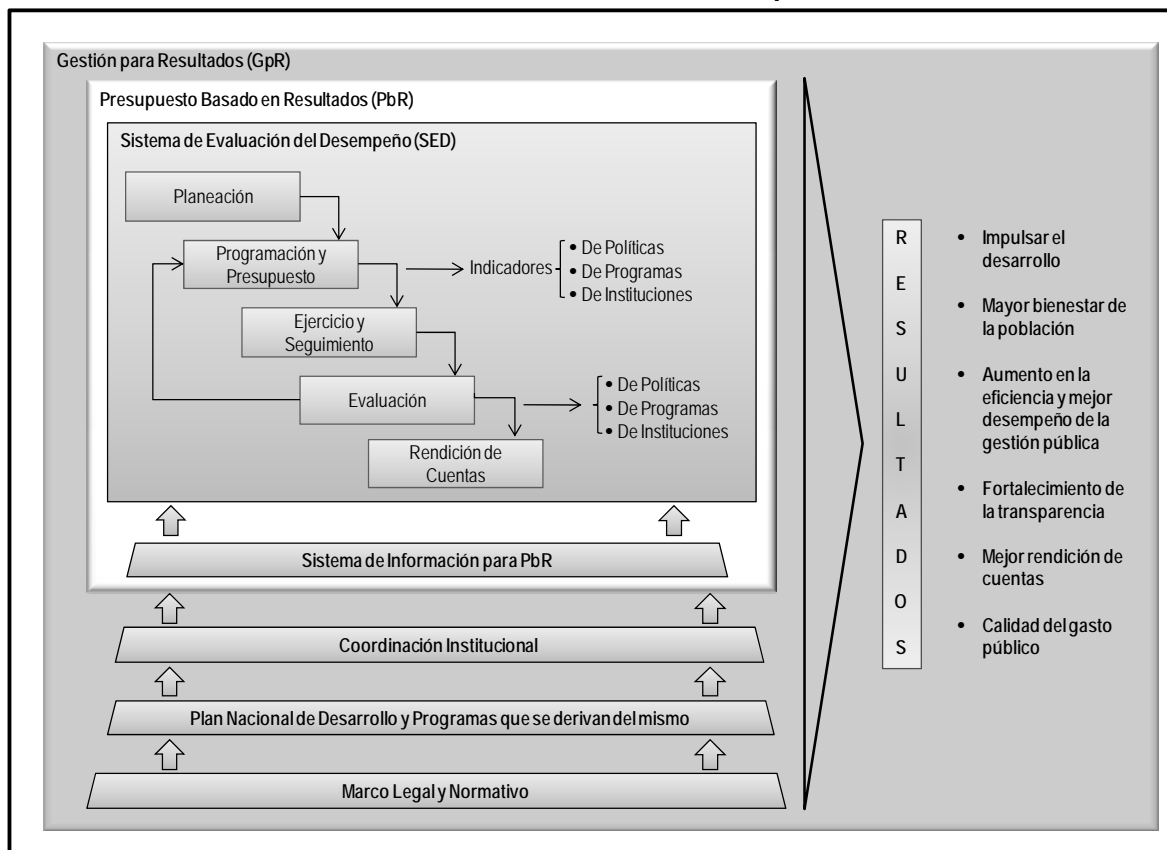 Gestión para Resultados (GpR)
Presupuesto Basado en Resultados (PbR)
Sistema de Evaluación del Desempeño (SED)
Planeación
Programación y
Presupuesto
Indicadores
• De Políticas
• De Programas
• De Instituciones
Ejercicio y
Seguimiento
Evaluación
• De Políticas
• De Programas
• De Instituciones
Rendición de
Cuentas
Sistema de Información para PbR
Coordinación Institucional
Plan Nacional de Desarrollo y Programas que se derivan del mismo
Marco Legal y Normativo
R
E
S
U
L
T
A
D
O
S
• Impulsar el
desarrollo
• Mayor bienestar de
la población
• Aumento en la
eficiencia y mejor
desempeño de la
gestión pública
• Fortalecimiento de
la transparencia
• Mejor rendición de
cuentas
• Calidad del gasto
público